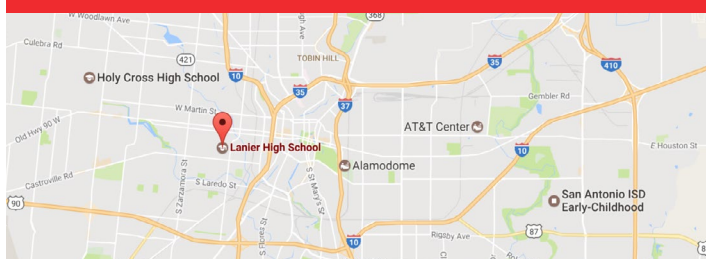 W Woodlawn Ave
368
Culebra Rd
421
TOBIN HILL
35
410
Holy Cross High School
10
35
Gembler Rd
W Martin St
37
Old Hwy 90 W
AT&T Center
Lanier High School
E Houston St
10
Alamodome
Castroville Rd
S Laredo St
S Zarzamora St
S St Mary's St
San Antonio ISD
Early-Childhood
90
S Flores St
87
Rigsby Ave
10